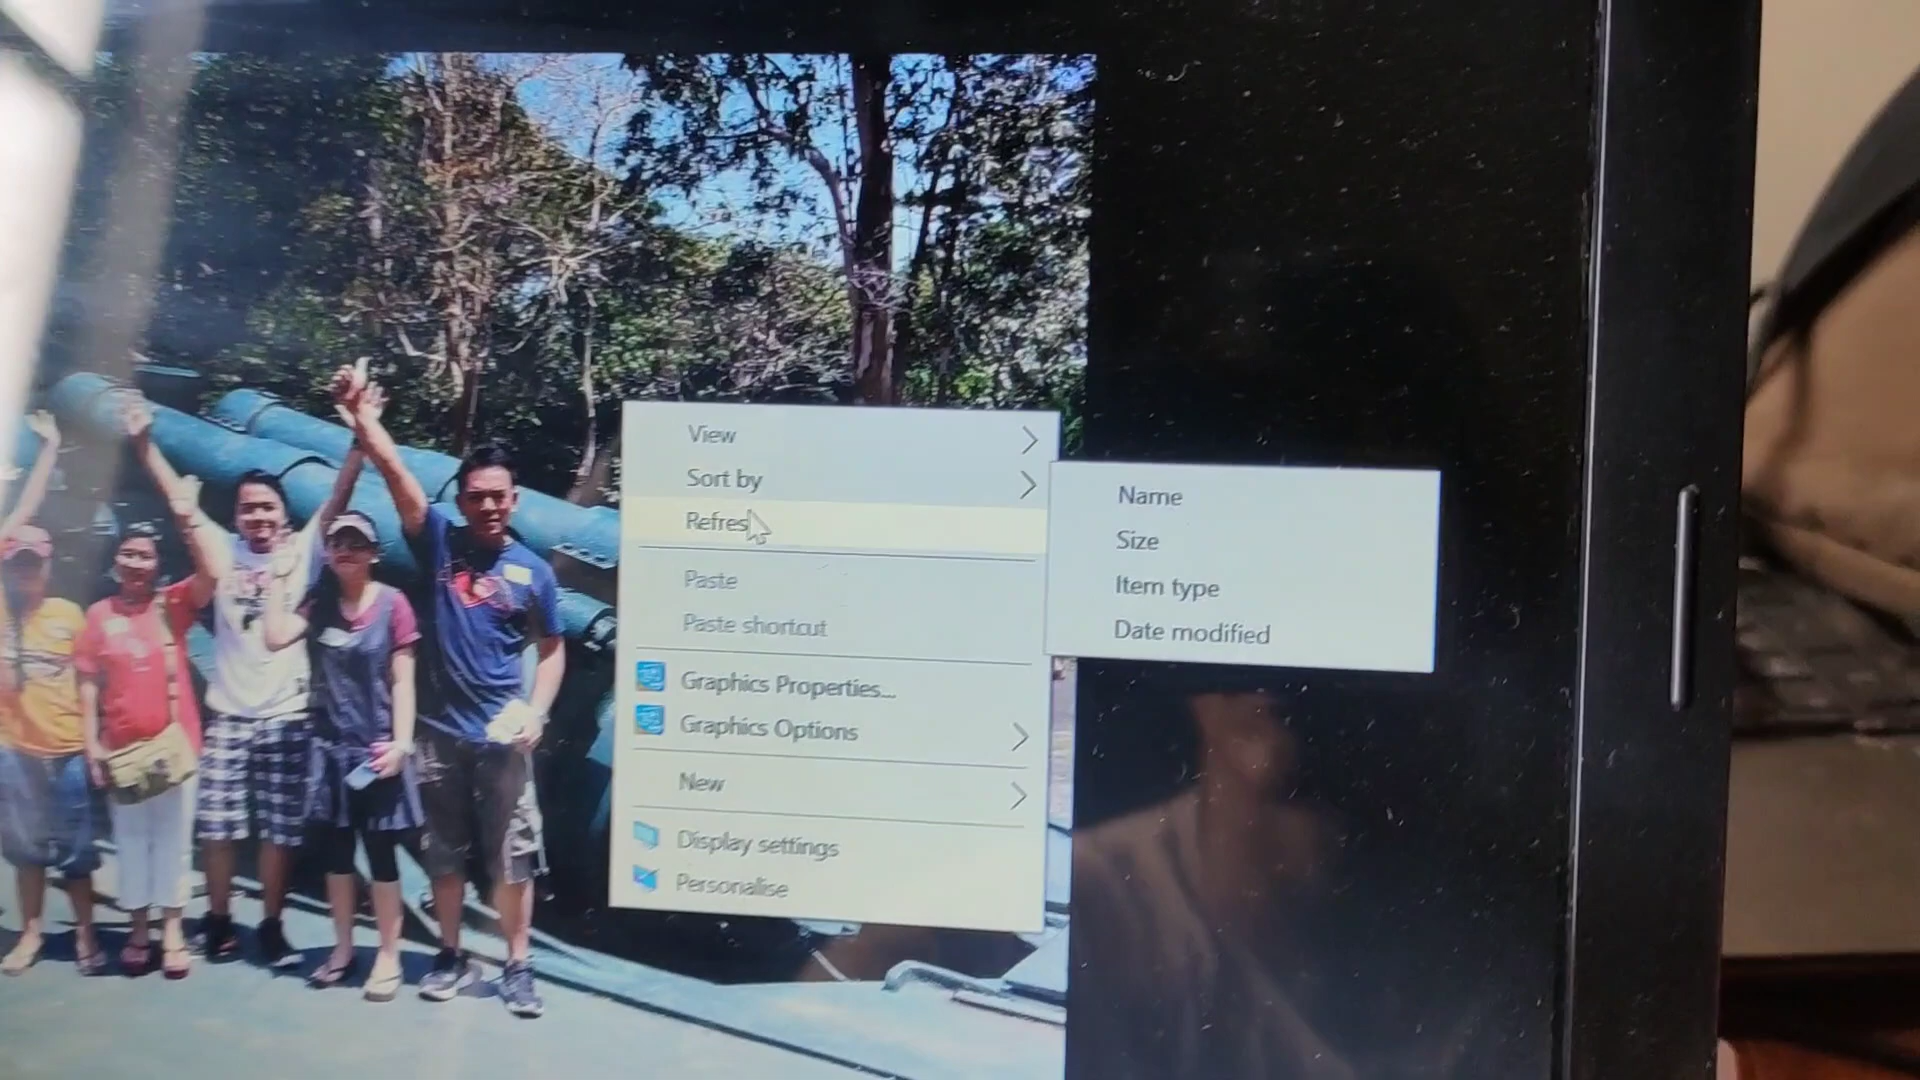 View
Sort by
Refres
Paste
Paste shortcut
Graphics Properties...
Graphics Options
New
Display settings
Personalise
Name
Size
Item type
Date modified